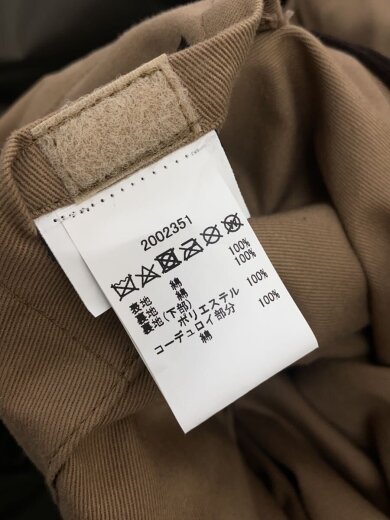 2002351
表地 綿 100%
裏地 綿 100%
裏地(下部) ポリエステル 100%
コーデュロイ部分
綿 100%